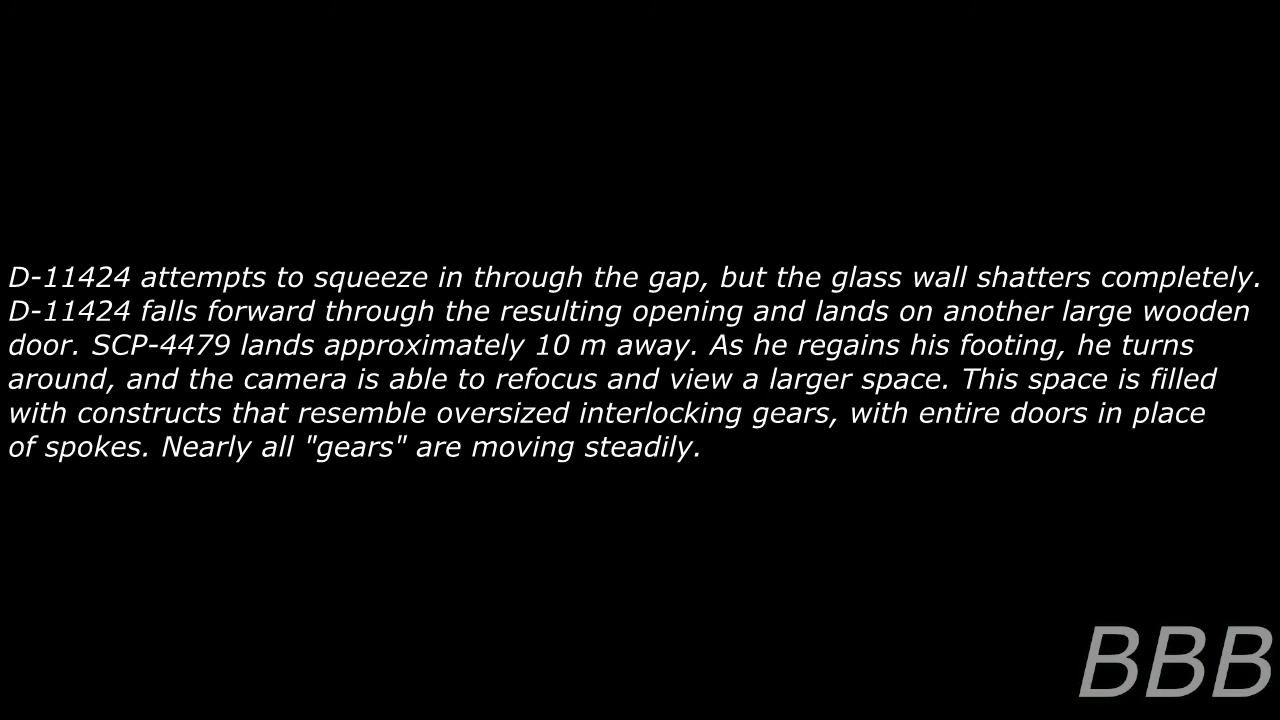 D-11424 attempts to squeeze in through the gap, but the glass wall shatters completely.
D-11424 falls forward through the resulting opening and lands on another large wooden
door. SCP-4479 lands approximately 10 m away. As he regains his footing, he turns
around, and the camera is able to refocus and view a larger space. This space is filled
with constructs that resemble oversized interlocking gears, with entire doors in place
of spokes. Nearly all "gears" are moving steadily.
BBB